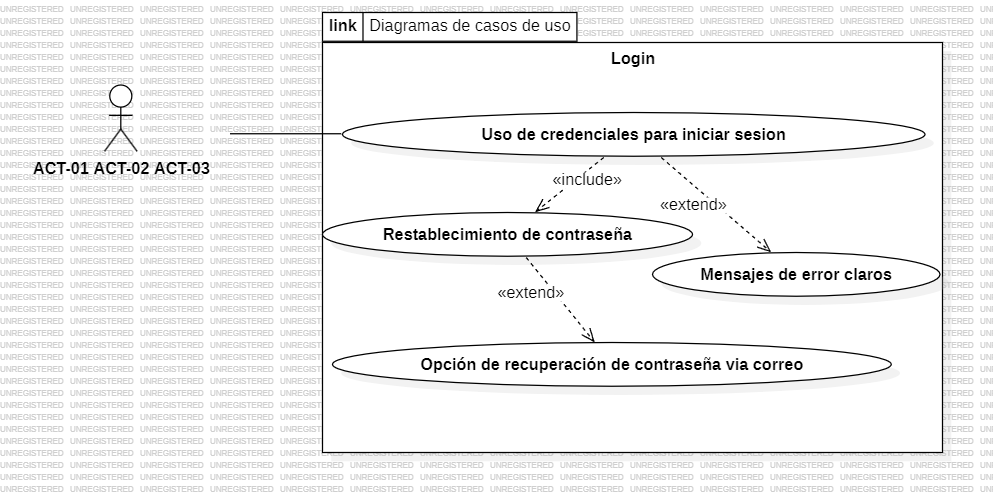 link Diagramas de casos de uso
Login
Uso de credenciales para iniciar sesion
ACT-01 ACT-02 ACT-03
«include»
«extend»
Restablecimiento de contraseña
Mensajes de error claros
«extend»
Opción de recuperación de contraseña via correo
UNREGISTERED